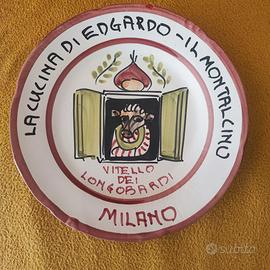 LA CUCINA DI EDGARDO - IL MONTALCINO
VITELLO
DEI
LONGOBARDI
MILANO
subito